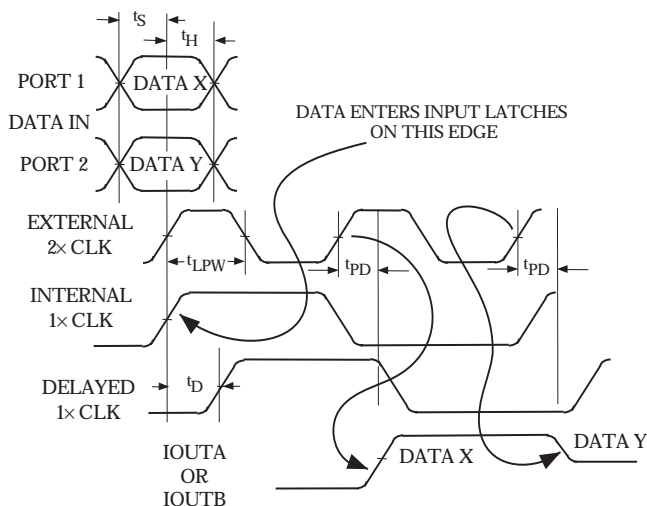 tS
tH
PORT 1
DATA X
DATA IN
DATA ENTERS INPUT LATCHES
ON THIS EDGE
PORT 2
DATA Y
EXTERNAL
2× CLK
tLPW
tPD
tPD
INTERNAL
1× CLK
DELAYED
1× CLK
tD
IOUTA
OR
IOUTB
DATA X
DATA Y